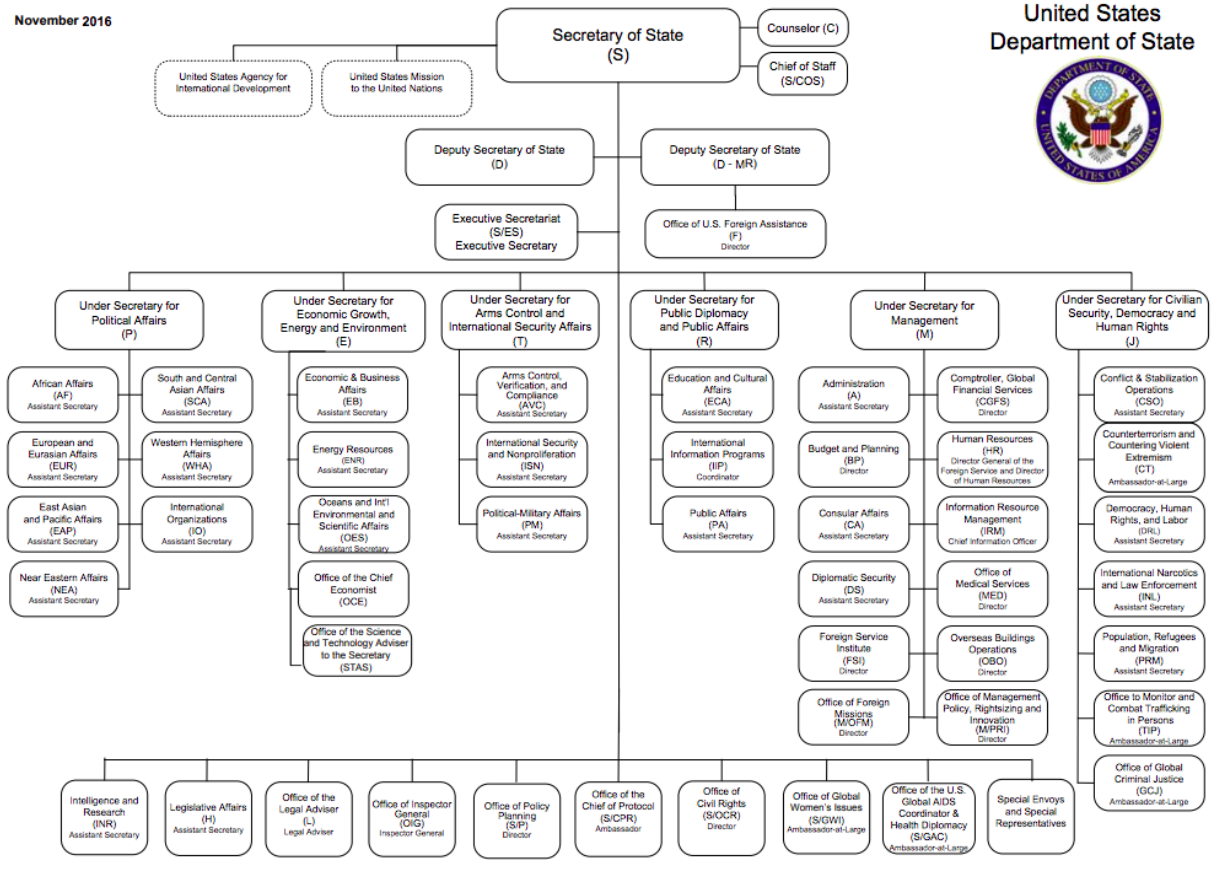 November 2016
United States
Department of State
DEPARTMENT OF STATE
UNITED STATES OF AMERICA
Secretary of State
(S)
Counselor (C)
Chief of Staff
(S/COS)
United States Agency for
International Development
United States Mission
to the United Nations
Deputy Secretary of State
(D)
Deputy Secretary of State
(D - MR)
Executive Secretariat
(S/ES)
Executive Secretary
Office of U.S. Foreign Assistance
(F)
Director
Under Secretary for
Political Affairs
(P)
Under Secretary for
Economic Growth,
Energy and Environment
(E)
Under Secretary for
Arms Control and
International Security Affairs
(T)
Under Secretary for
Public Diplomacy
and Public Affairs
(R)
Under Secretary for
Management
(M)
Under Secretary for Civilian
Security, Democracy and
Human Rights
(J)
African Affairs
(AF)
Assistant Secretary
South and Central
Asian Affairs
(SCA)
Assistant Secretary
European and
Eurasian Affairs
(EUR)
Assistant Secretary
Western Hemisphere
Affairs
(WHA)
Assistant Secretary
East Asian
and Pacific Affairs
(EAP)
Assistant Secretary
International
Organizations
(IO)
Assistant Secretary
Near Eastern Affairs
(NEA)
Assistant Secretary
Economic & Business
Affairs
(EB)
Assistant Secretary
Energy Resources
(ENR)
Assistant Secretary
Oceans and Int'l
Environmental and
Scientific Affairs
(OES)
Assistant Secretary
Office of the Chief
Economist
(OCE)
Office of the Science
and Technology Adviser
to the Secretary
(STAS)
Arms Control,
Verification, and
Compliance
(AVC)
Assistant Secretary
International Security
and Nonproliferation
(ISN)
Assistant Secretary
Political-Military Affairs
(PM)
Assistant Secretary
Education and Cultural
Affairs
(ECA)
Assistant Secretary
International
Information Programs
(IIP)
Coordinator
Public Affairs
(PA)
Assistant Secretary
Administration
(A)
Assistant Secretary
Comptroller, Global
Financial Services
(CGFS)
Director
Budget and Planning
(BP)
Director
Human Resources
(HR)
Director General of the
Foreign Service and Director
of Human Resources
Consular Affairs
(CA)
Assistant Secretary
Information Resource
Management
(IRM)
Chief Information Officer
Diplomatic Security
(DS)
Assistant Secretary
Office of
Medical Services
(MED)
Director
Foreign Service
Institute
(FSI)
Director
Overseas Buildings
Operations
(OBO)
Director
Office of Foreign
Missions
(M/OFM)
Director
Office of Management
Policy, Rightsizing and
Innovation
(M/PRI)
Director
Conflict & Stabilization
Operations
(CSO)
Assistant Secretary
Counterterrorism and
Countering Violent
Extremism
(CT)
Ambassador-at-Large
Democracy, Human
Rights, and Labor
(DRL)
Assistant Secretary
International Narcotics
and Law Enforcement
(INL)
Assistant Secretary
Population, Refugees
and Migration
(PRM)
Assistant Secretary
Office to Monitor and
Combat Trafficking
in Persons
(TIP)
Ambassador-at-Large
Office of Global
Criminal Justice
(GCJ)
Ambassador-at-Large
Intelligence and
Research
(INR)
Assistant Secretary
Legislative Affairs
(H)
Assistant Secretary
Office of the
Legal Adviser
(L)
Legal Adviser
Office of Inspector
General
(OIG)
Inspector General
Office of Policy
Planning
(S/P)
Director
Office of the
Chief of Protocol
(S/CPR)
Ambassador
Office of
Civil Rights
(S/OCR)
Director
Office of Global
Women's Issues
(S/GWI)
Ambassador-at-Large
Office of the U.S.
Global AIDS
Coordinator &
Health Diplomacy
(S/GAC)
Ambassador-at-Large
Special Envoys
and Special
Representatives